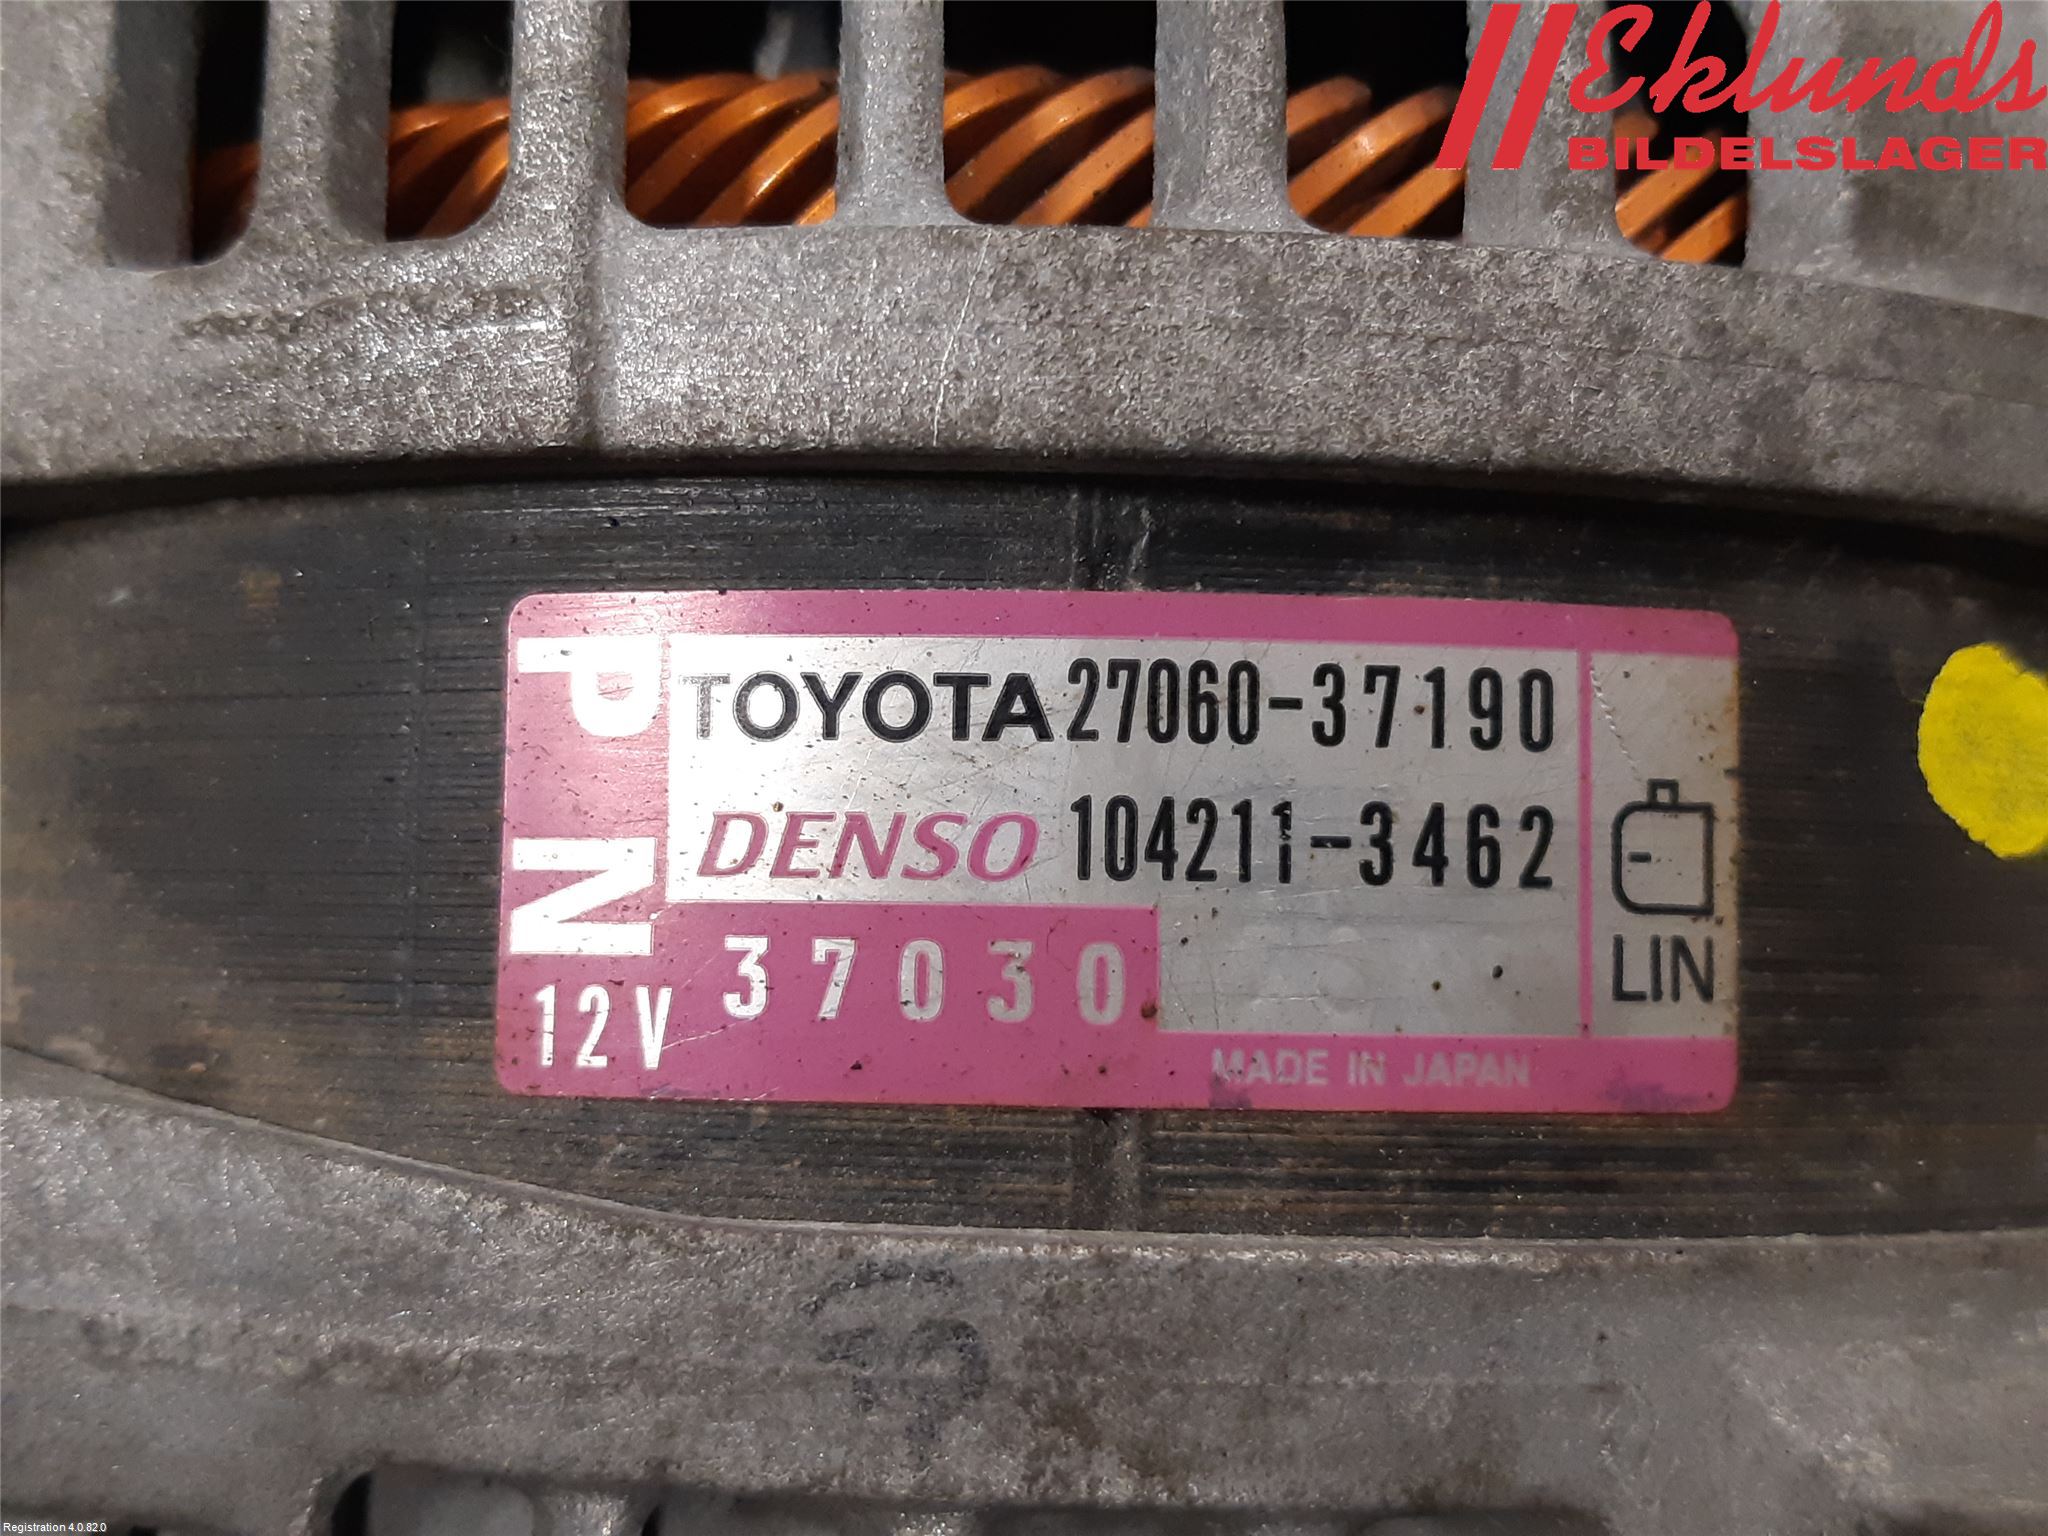 Eklunds
BILDELSLAGER
PN
TOYOTA 27060-37190
DENSO 104211-3462
37030
12V
LIN
MADE IN JAPAN
Registration 4.0.82.0